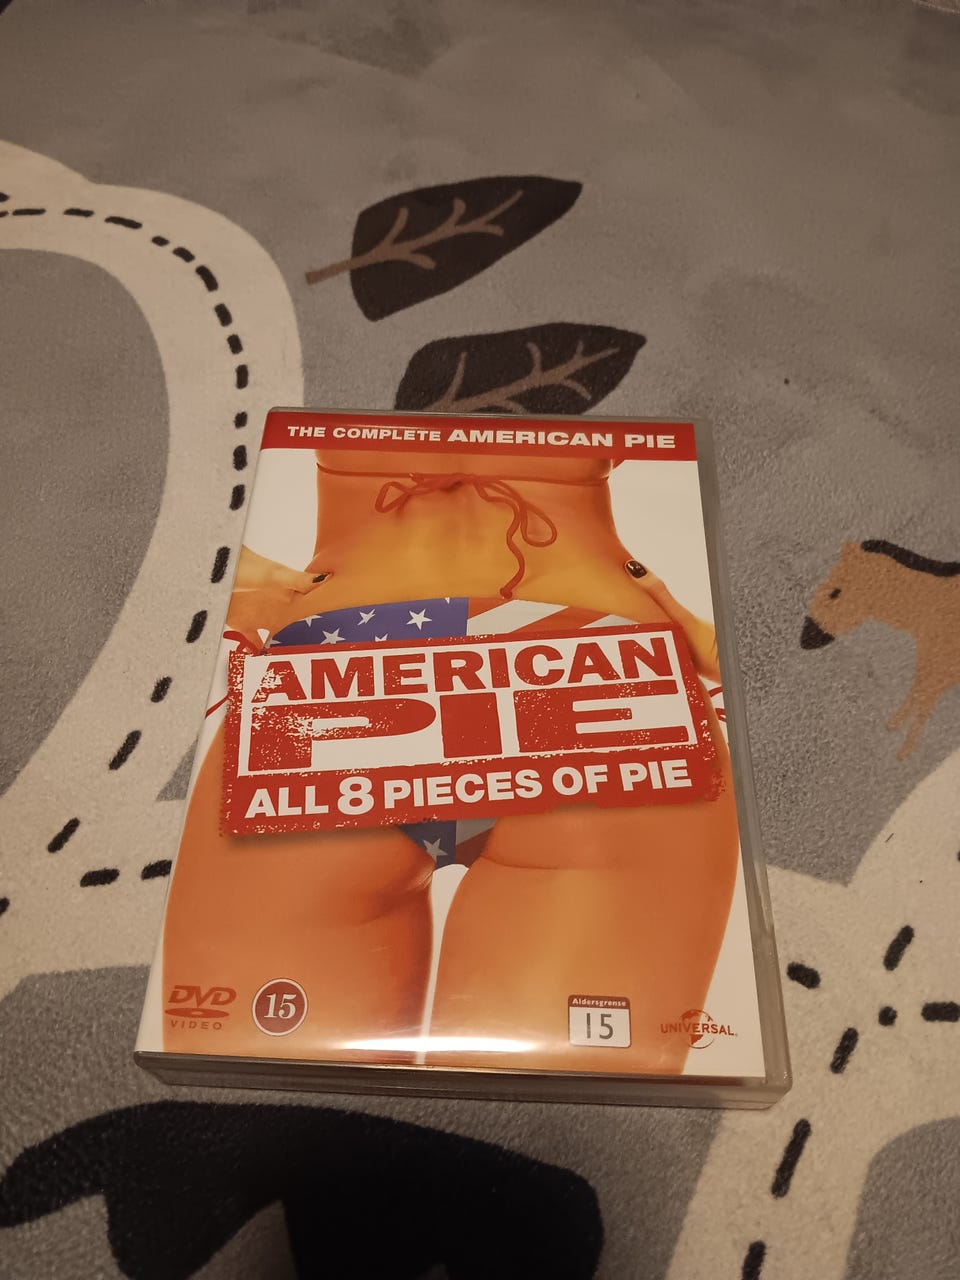 THE COMPLETE AMERICAN PIE
AMERICAN
PIE
ALL 8 PIECES OF PIE
DVD
VIDEO
15
Aldersgrense
15
UNIVERSAL